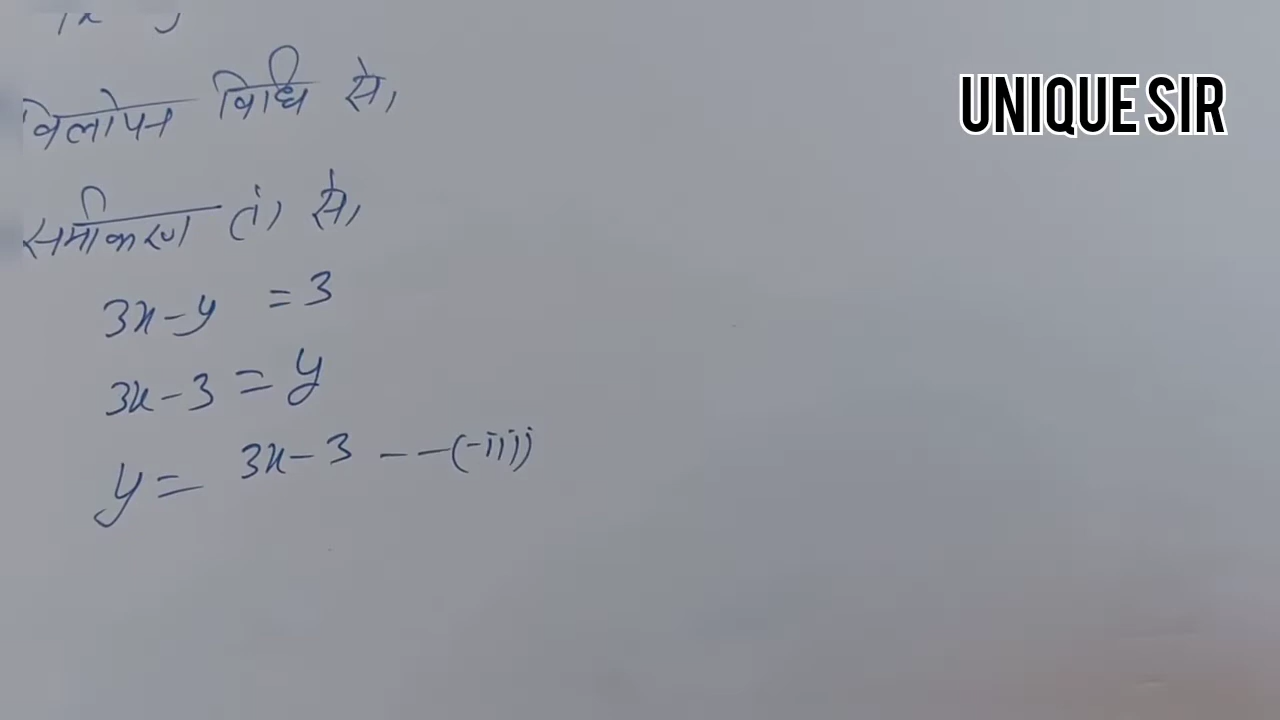 UNIQUE SIR
विलोपन विधि से,
समीकरण (i) से,
3x-y = 3
3x-3 = y
y = 3x-3 --(-iii)